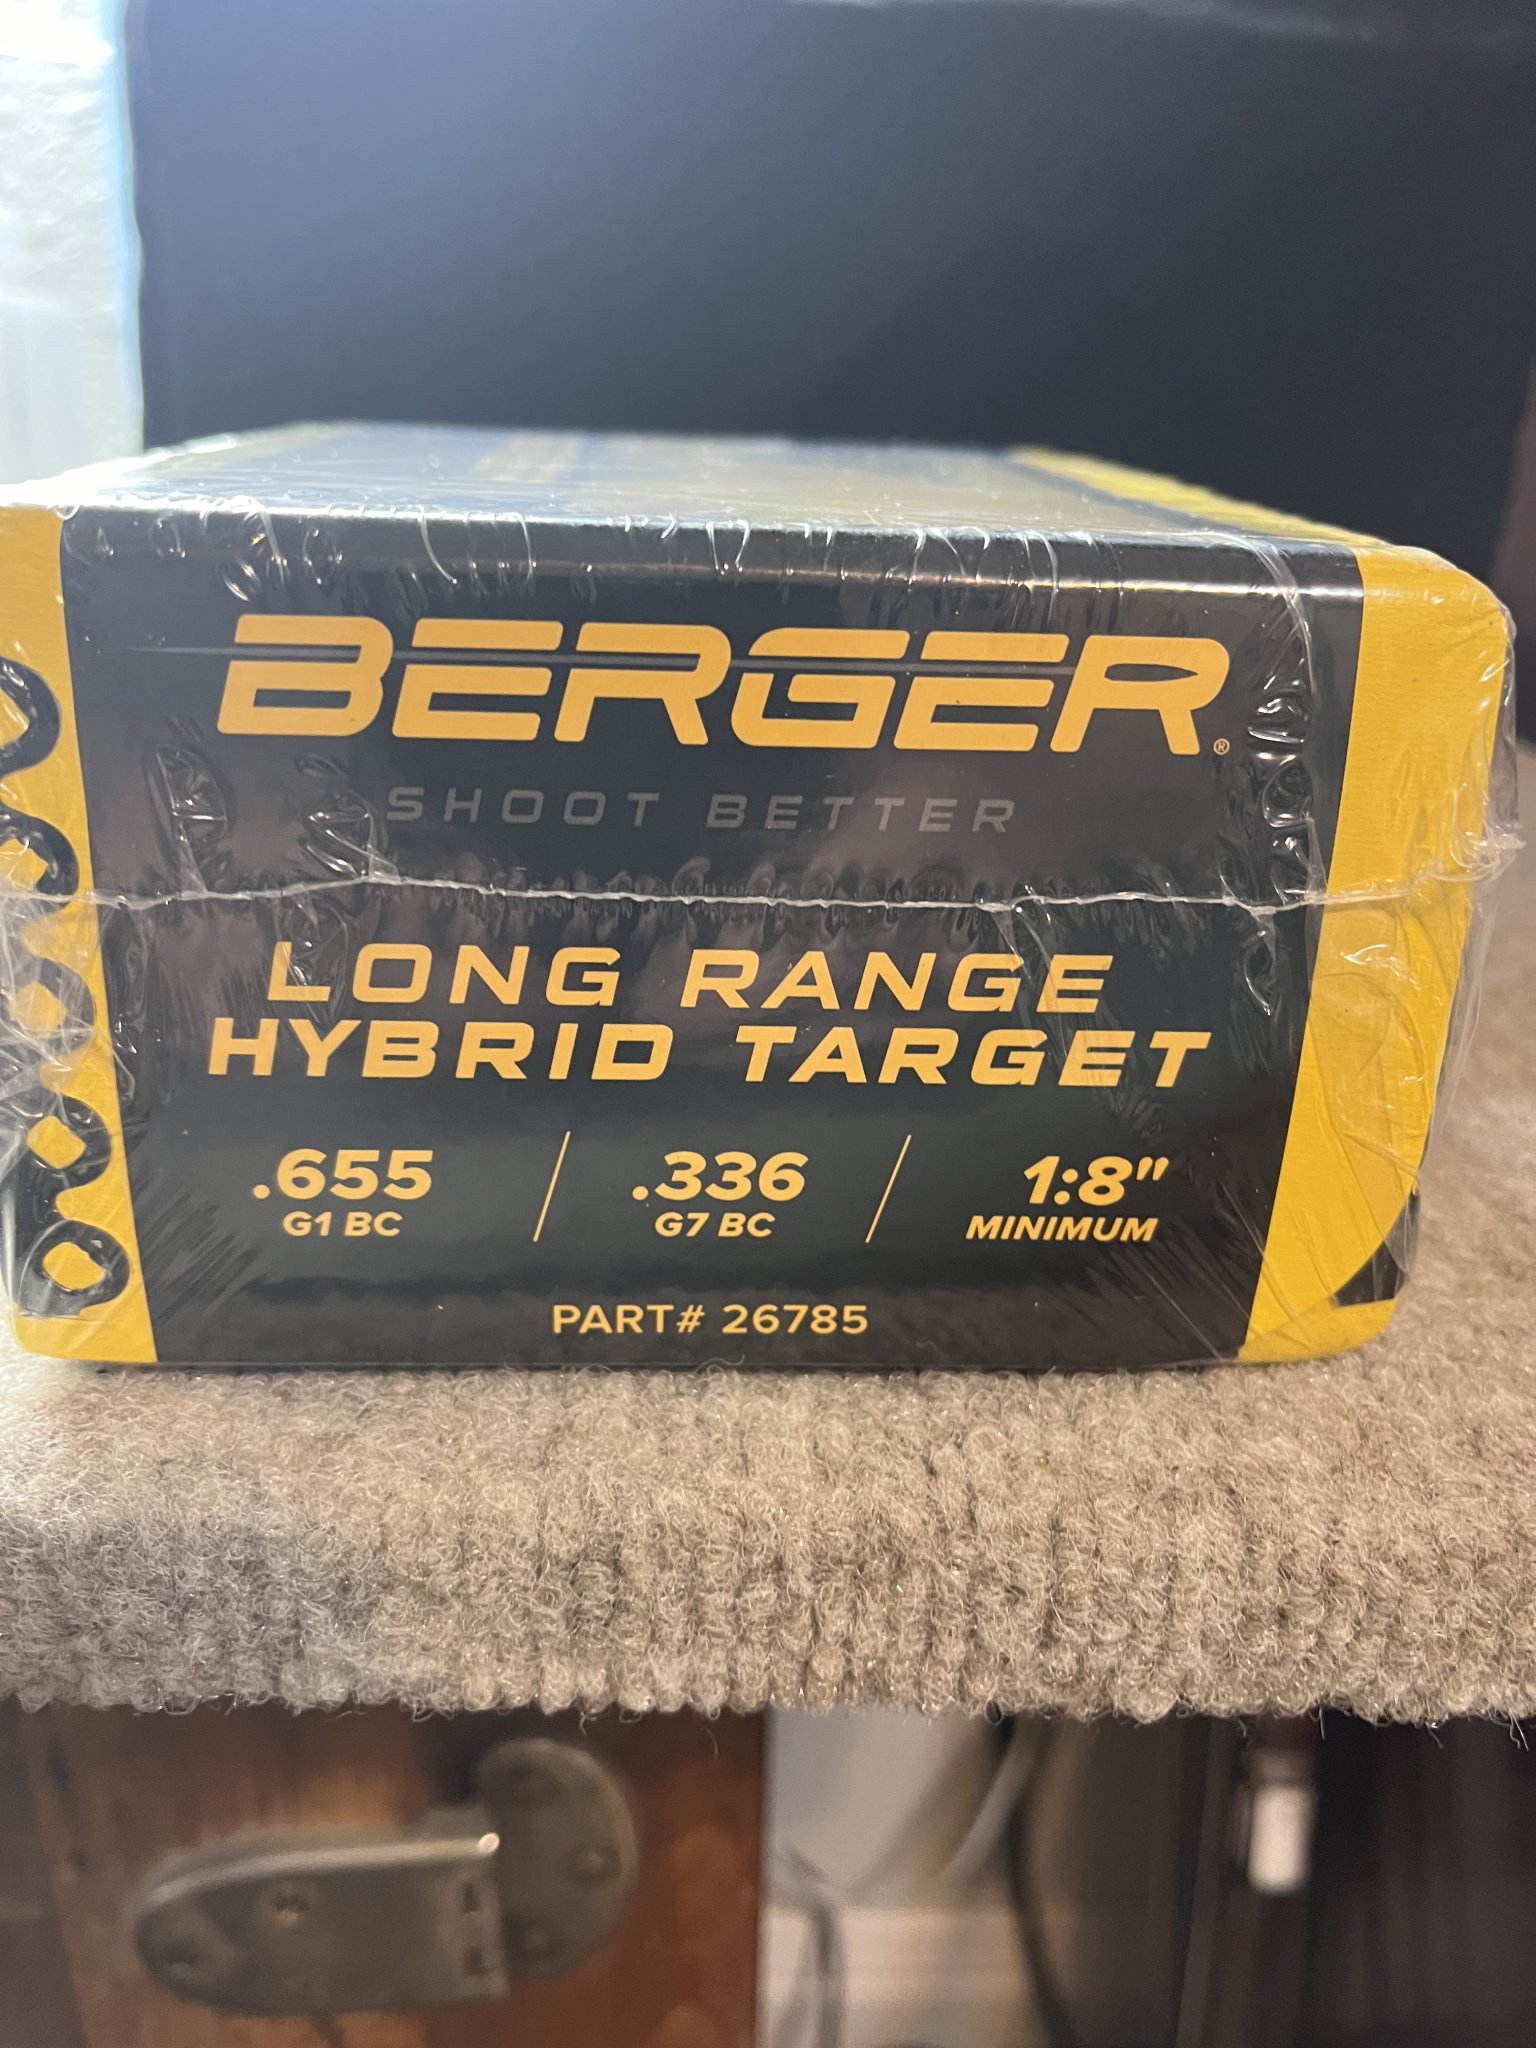 BERGER®
SHOOT BETTER
LONG RANGE
HYBRID TARGET
.655 / .336 / 1:8"
G1 BC G7 BC MINIMUM
PART# 26785